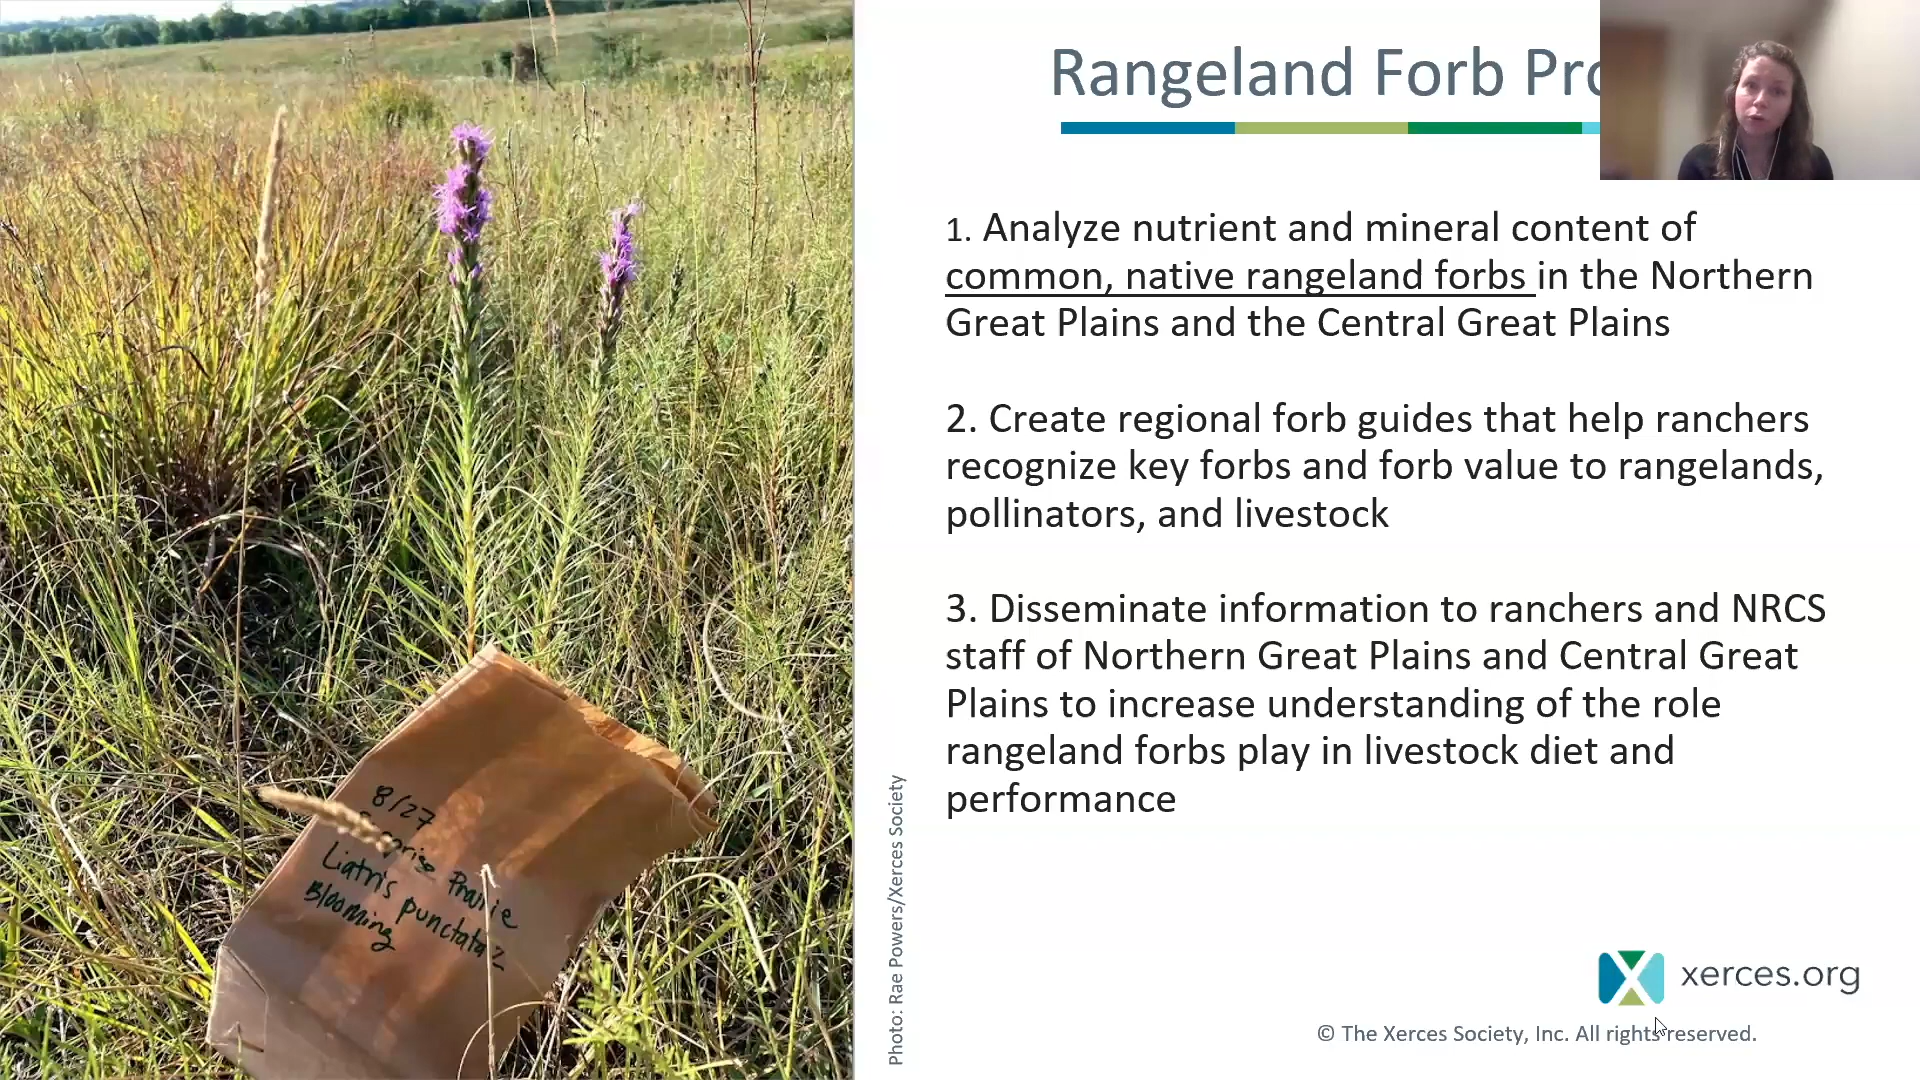 Rangeland Forb Pro
1. Analyze nutrient and mineral content of
common, native rangeland forbs in the Northern
Great Plains and the Central Great Plains
2. Create regional forb guides that help ranchers
recognize key forbs and forb value to rangelands,
pollinators, and livestock
3. Disseminate information to ranchers and NRCS
staff of Northern Great Plains and Central Great
Plains to increase understanding of the role
rangeland forbs play in livestock diet and
performance
Photo: Rae Powers/Xerces Society
8/27
Prairie
Liatris punctata 2
Blooming
xerces.org
© The Xerces Society, Inc. All rights reserved.